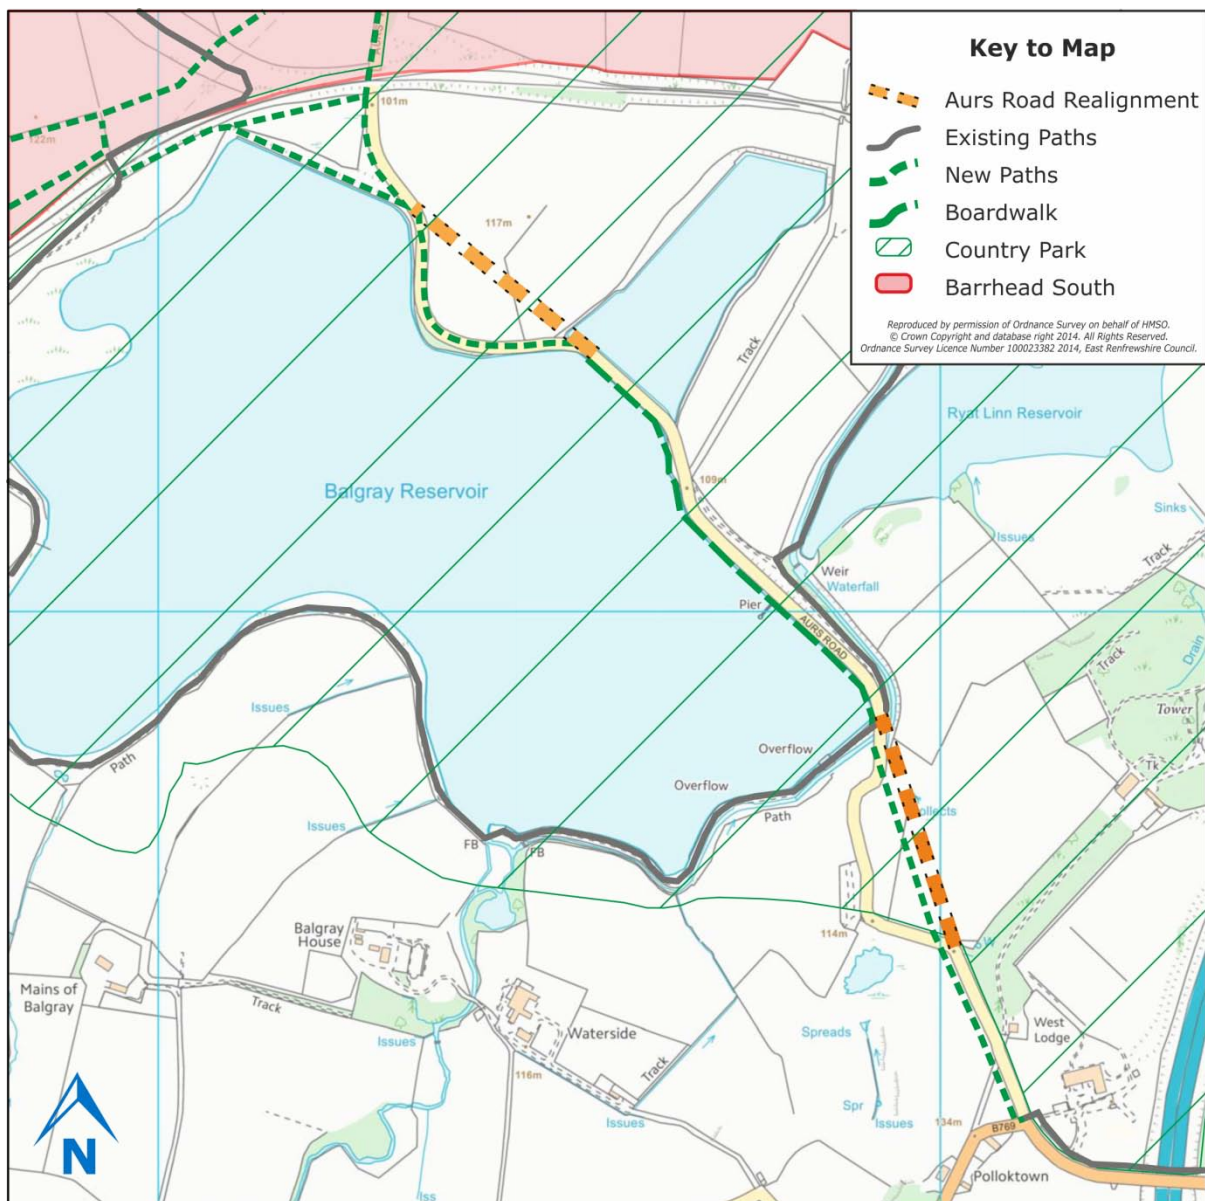 Key to Map
Aurs Road Realignment
Existing Paths
New Paths
Boardwalk
Country Park
Barrhead South
Reproduced by permission of Ordnance Survey on behalf of HMSO.
© Crown Copyright and database right 2014. All Rights Reserved.
Ordnance Survey Licence Number 100023382 2014, East Renfrewshire Council.
AURS
101m
122m
117m
Track
Ryat Linn Reservoir
109m
Balgray Reservoir
Sinks
Issues
Track
Weir
Waterfall
Pier
AURS ROAD
Drain
Track
Issues
Tower
Path
Overflow
Tk
Overflow
Issues
Path
FB
FB
Balgray
House
114m
W
Mains of
Balgray
Track
Waterside
Spreads
West
Lodge
Issues
116m
Track
Spr
Issues
Issues
134m
B769
N
Polloktown
Iss